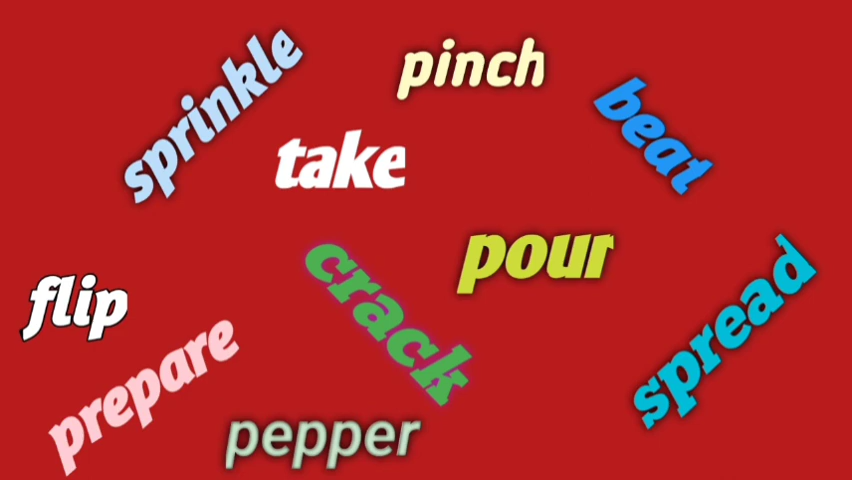 sprinkle
pinch
beat
take
pour
crack
spread
flip
prepare
pepper